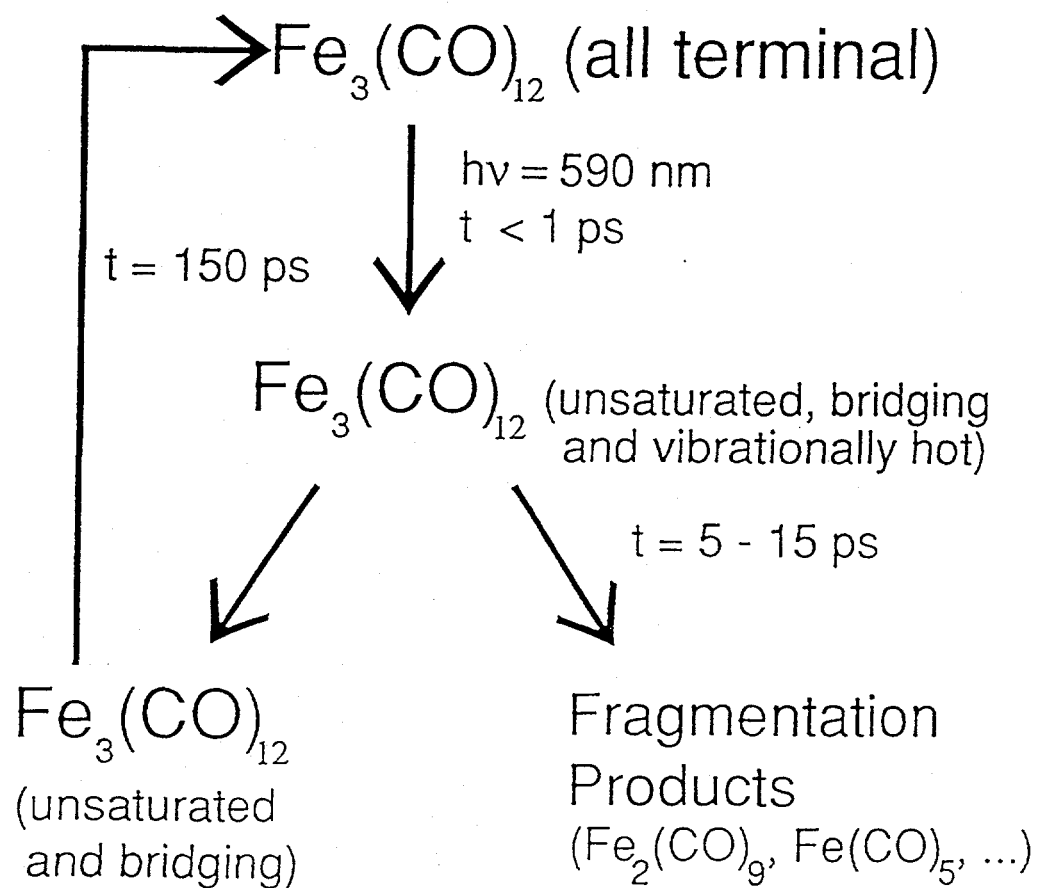 Fe₃(CO)₁₂ (all terminal)
hν = 590 nm
t < 1 ps
t = 150 ps
Fe₃(CO)₁₂ (unsaturated, bridging
and vibrationally hot)
t = 5 - 15 ps
Fe₃(CO)₁₂
(unsaturated
and bridging)
Fragmentation
Products
(Fe₂(CO)₉, Fe(CO)₅, ...)